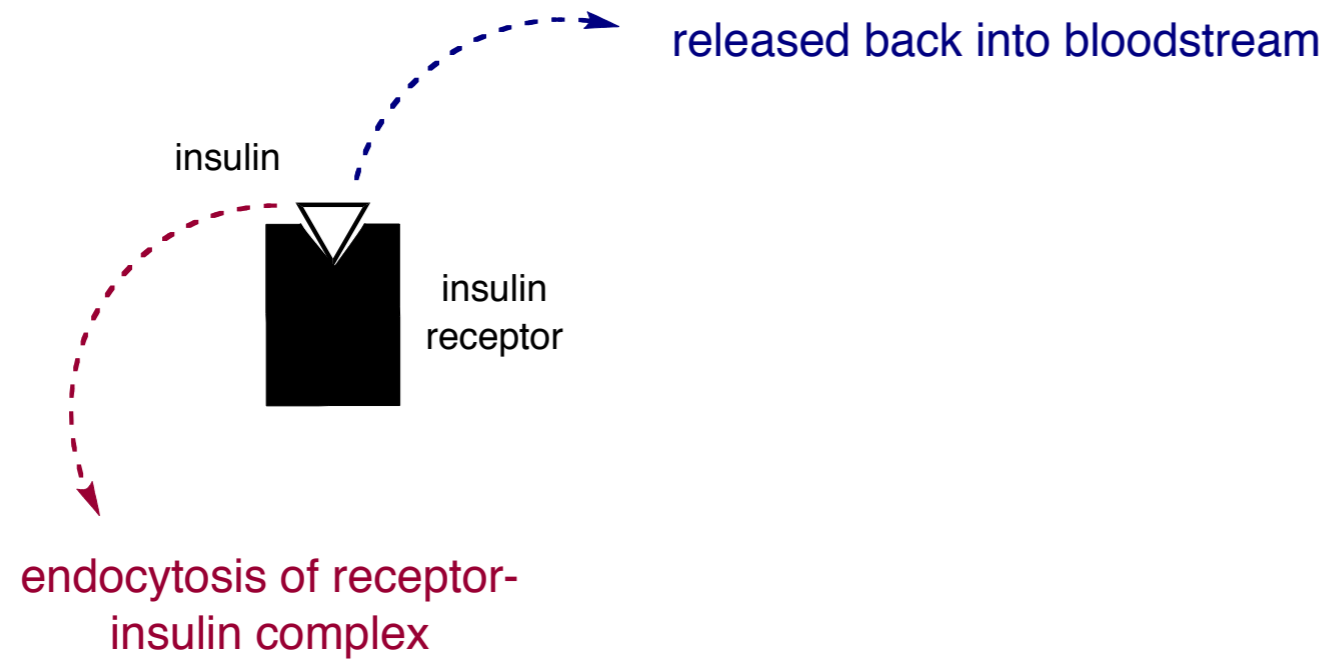 released back into bloodstream
insulin
insulin
receptor
endocytosis of receptor-
insulin complex